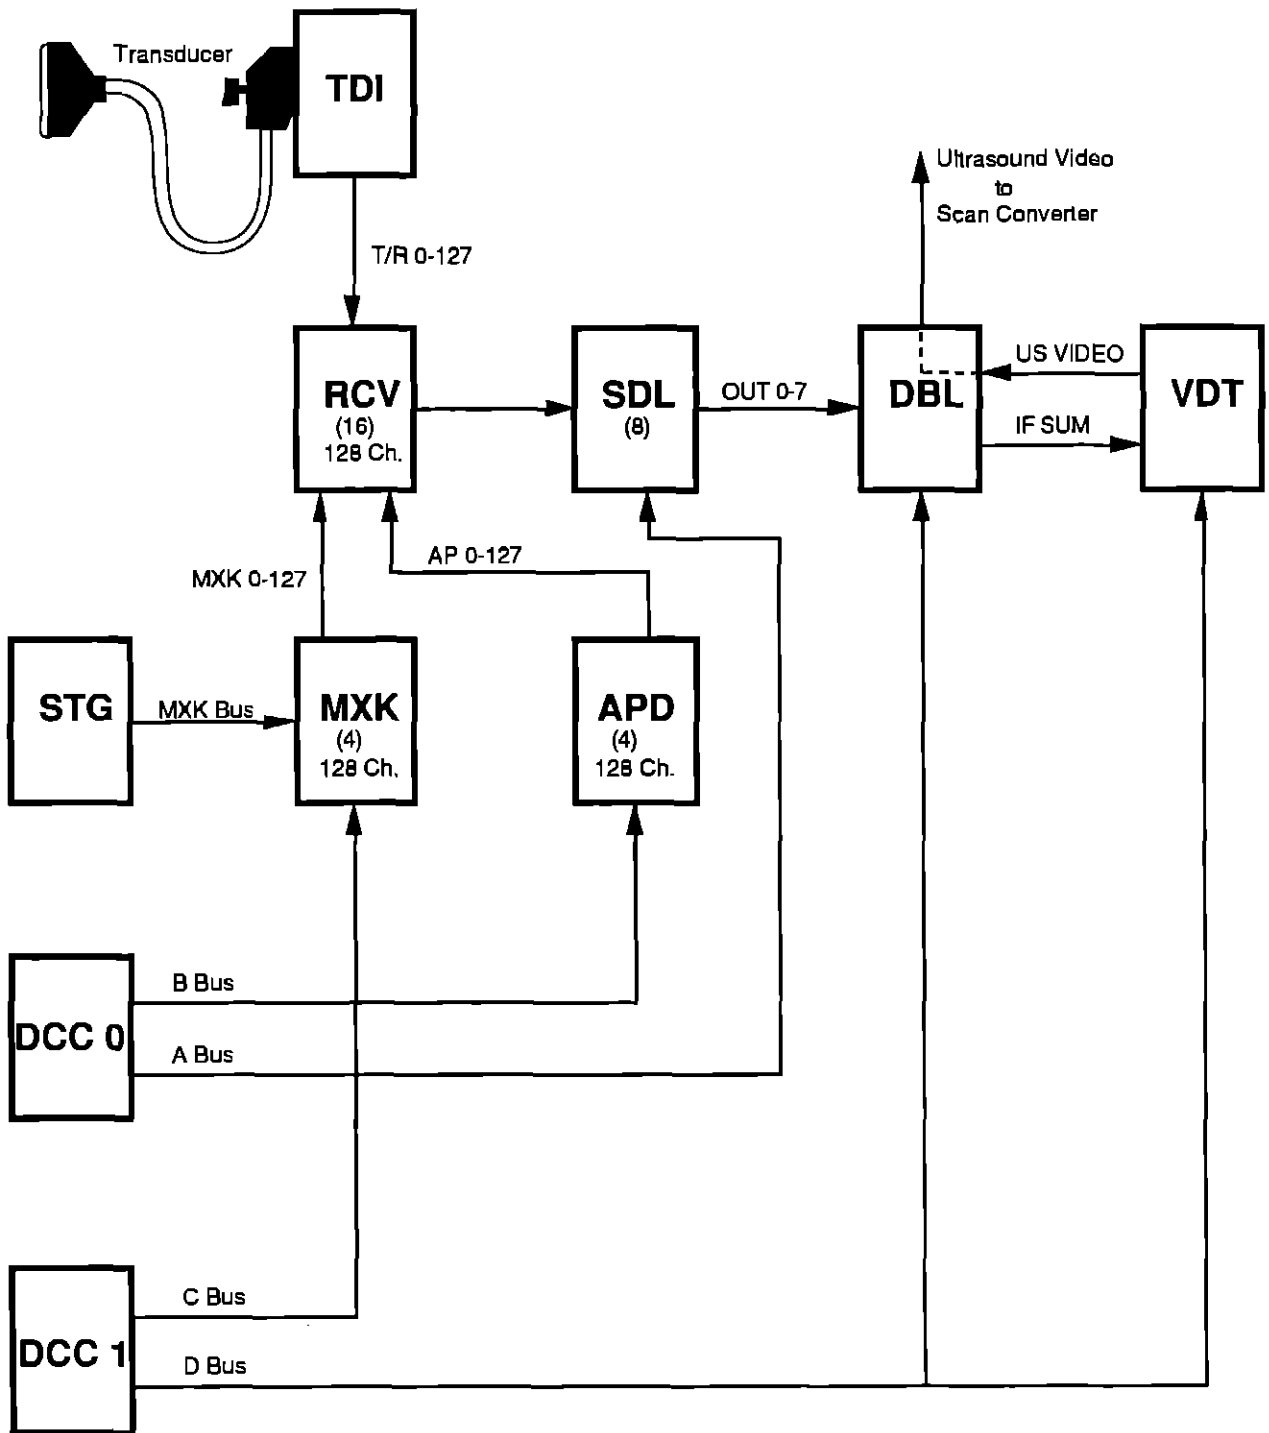 Transducer
TDI
Ultrasound Video
to
Scan Converter
T/R 0-127
RCV
(16)
128 Ch.
SDL
(8)
OUT 0-7
DBL
US VIDEO
IF SUM
VDT
MXK 0-127
AP 0-127
STG
MXK Bus
MXK
(4)
128 Ch.
APD
(4)
128 Ch.
DCC 0
B Bus
A Bus
DCC 1
C Bus
D Bus